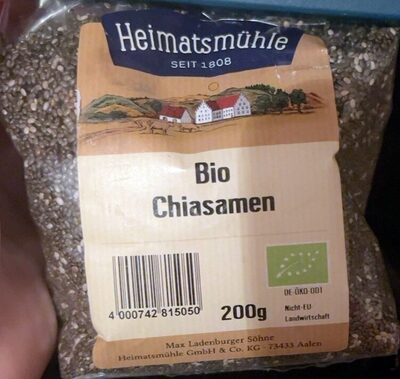 Heimatsmühle
SEIT 1808
Bio
Chiasamen
4 000742 815050
200g
DE-ÖKO-001
Nicht-EU-
Landwirtschaft
Max Ladenburger Söhne
Heimatsmühle GmbH & Co. KG - 73433 Aalen